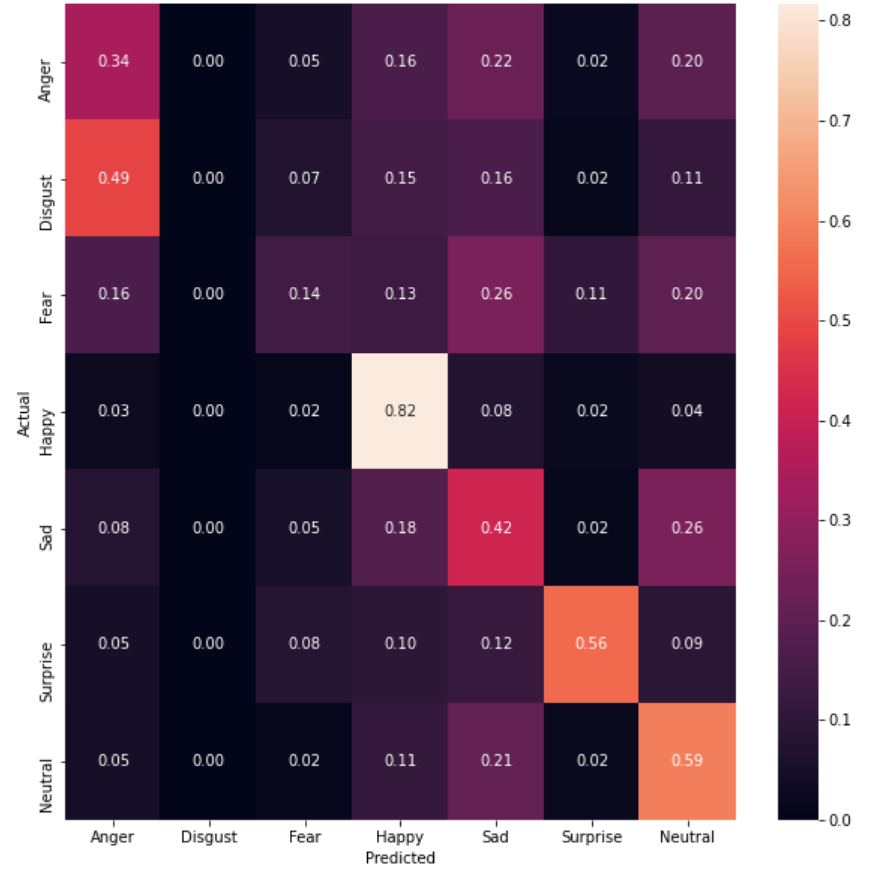 Anger 0.34 0.00 0.05 0.16 0.22 0.02 0.20
Disgust 0.49 0.00 0.07 0.15 0.16 0.02 0.11
Fear 0.16 0.00 0.14 0.13 0.26 0.11 0.20
Actual
Happy 0.03 0.00 0.02 0.82 0.08 0.02 0.04
Sad 0.08 0.00 0.05 0.18 0.42 0.02 0.26
Surprise 0.05 0.00 0.08 0.10 0.12 0.56 0.09
Neutral 0.05 0.00 0.02 0.11 0.21 0.02 0.59
Anger Disgust Fear Happy Sad Surprise Neutral
Predicted
0.8
0.7
0.6
0.5
0.4
0.3
0.2
0.1
0.0